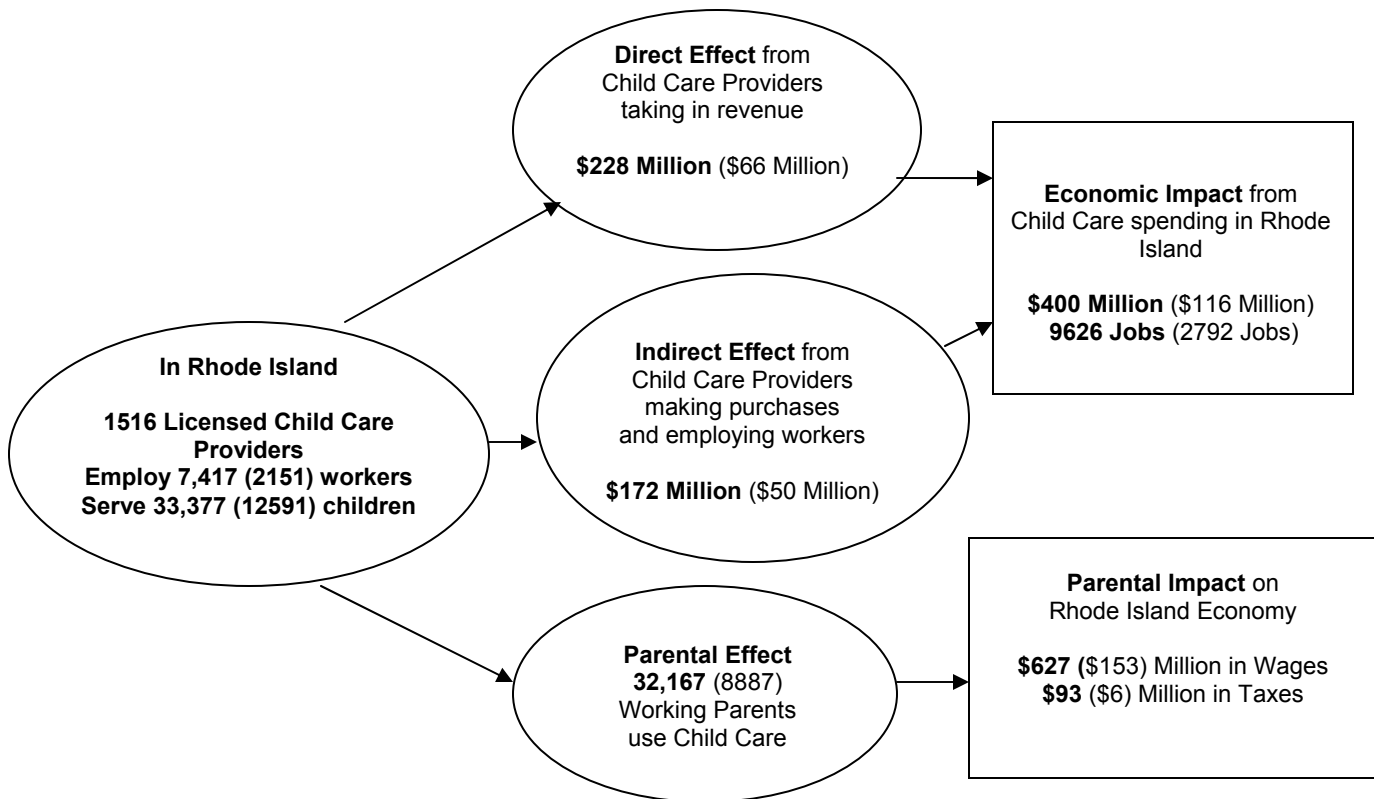 In Rhode Island
1516 Licensed Child Care
Providers
Employ 7,417 (2151) workers
Serve 33,377 (12591) children
Direct Effect from
Child Care Providers
taking in revenue
$228 Million ($66 Million)
Indirect Effect from
Child Care Providers
making purchases
and employing workers
$172 Million ($50 Million)
Economic Impact from
Child Care spending in Rhode
Island
$400 Million ($116 Million)
9626 Jobs (2792 Jobs)
Parental Effect
32,167 (8887)
Working Parents
use Child Care
Parental Impact on
Rhode Island Economy
$627 ($153) Million in Wages
$93 ($6) Million in Taxes